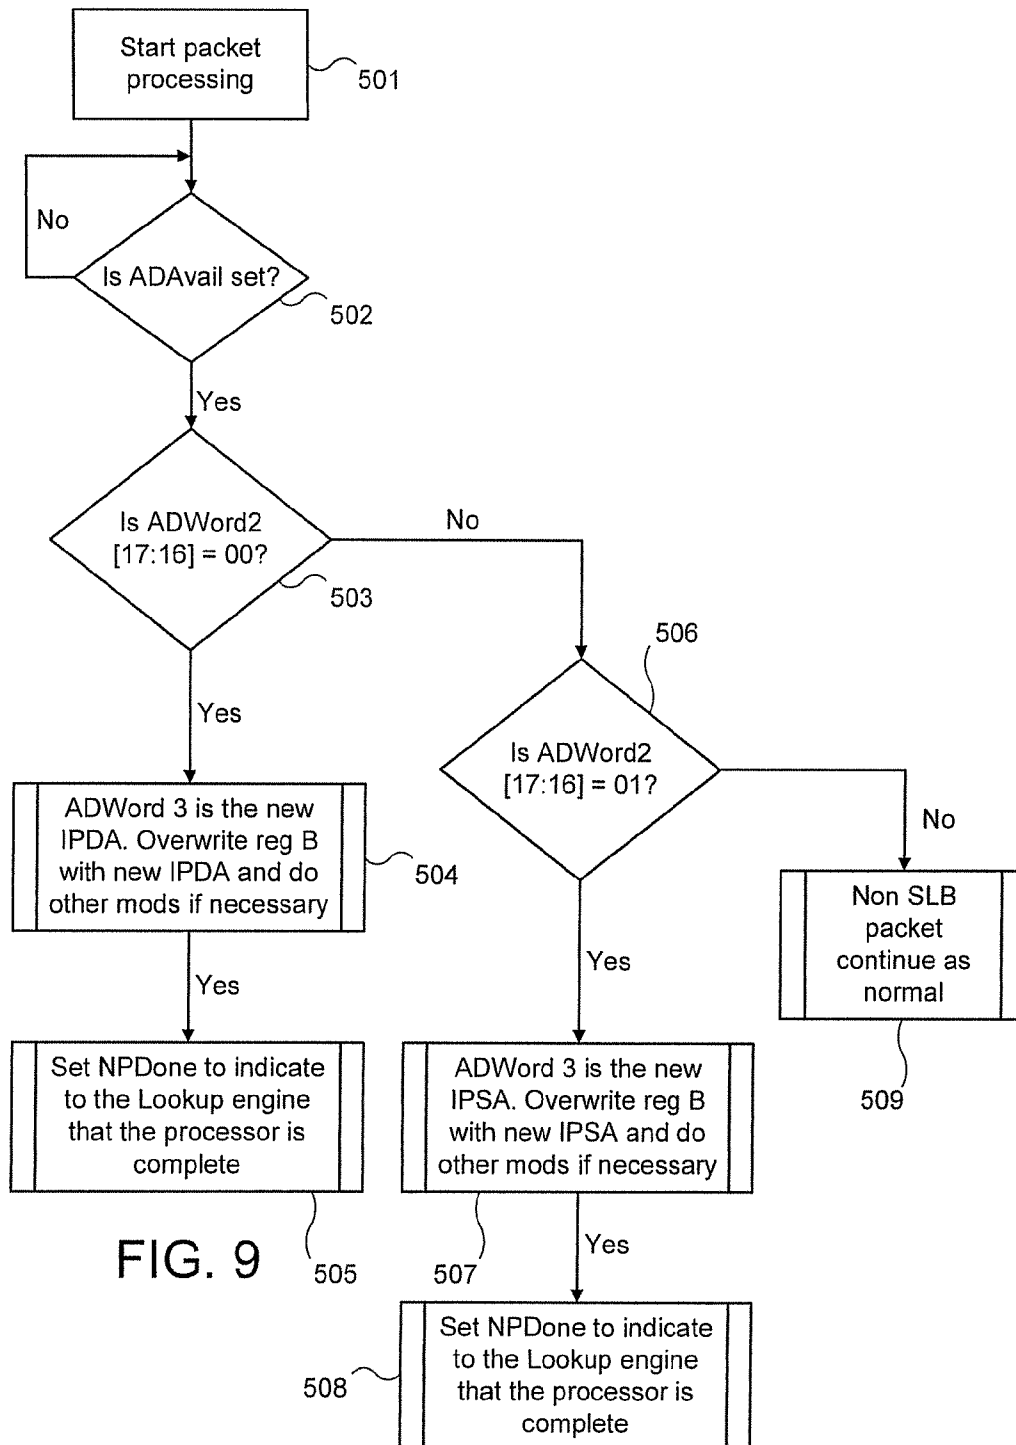 Start packet
processing
501
No
Is ADAvail set?
502
Yes
Is ADWord2
[17:16] = 00?
503
No
Yes
506
Is ADWord2
[17:16] = 01?
No
ADWord 3 is the new
IPDA. Overwrite reg B
with new IPDA and do
other mods if necessary
504
Yes
Non SLB
packet
continue as
normal
509
Yes
Set NPDone to indicate
to the Lookup engine
that the processor is
complete
505
ADWord 3 is the new
IPSA. Overwrite reg B
with new IPSA and do
other mods if necessary
507
Yes
FIG. 9
Set NPDone to indicate
to the Lookup engine
that the processor is
complete
508